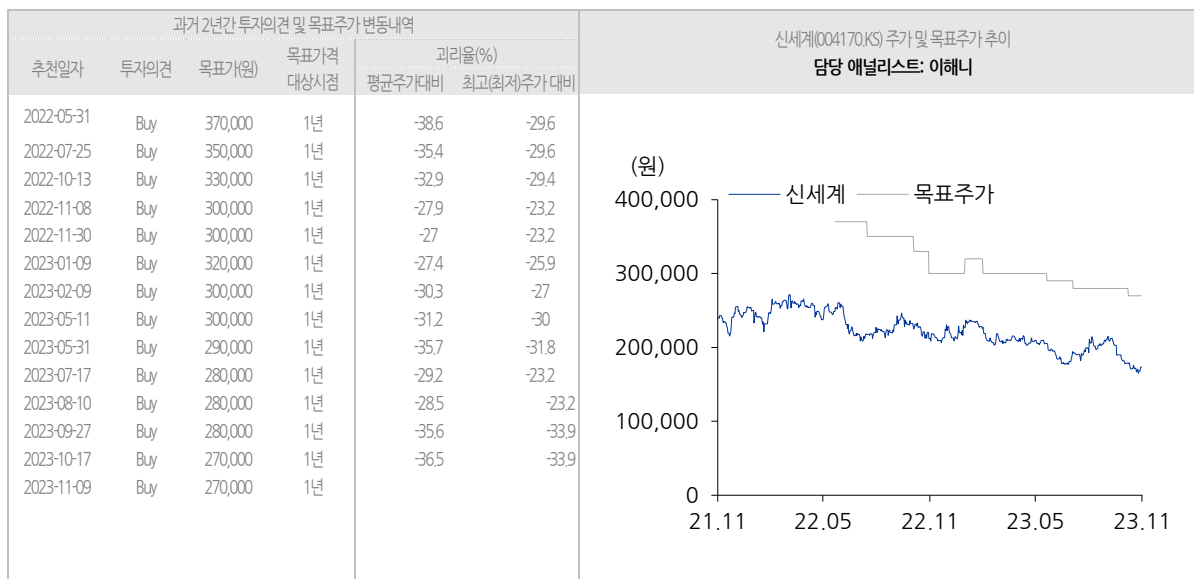 과거 2년간 투자의견 및 목표주가 변동내역
추천일자 투자의견 목표가(원) 목표가격 대상시점 괴리율(%)
평균주가대비 최고(최저)주가 대비
2022-05-31 Buy 370,000 1년 -38.6 -29.6
2022-07-25 Buy 350,000 1년 -35.4 -29.6
2022-10-13 Buy 330,000 1년 -32.9 -29.4
2022-11-08 Buy 300,000 1년 -27.9 -23.2
2022-11-30 Buy 300,000 1년 -27 -23.2
2023-01-09 Buy 320,000 1년 -27.4 -25.9
2023-02-09 Buy 300,000 1년 -30.3 -27
2023-05-11 Buy 300,000 1년 -31.2 -30
2023-05-31 Buy 290,000 1년 -35.7 -31.8
2023-07-17 Buy 280,000 1년 -29.2 -23.2
2023-08-10 Buy 280,000 1년 -28.5 -23.2
2023-09-27 Buy 280,000 1년 -35.6 -33.9
2023-10-17 Buy 270,000 1년 -36.5 -33.9
2023-11-09 Buy 270,000 1년
신세계(004170.KS) 주가 및 목표주가 추이
담당 애널리스트: 이해니
(원)
신세계 목표주가
400,000
300,000
200,000
100,000
0
21.11 22.05 22.11 23.05 23.11